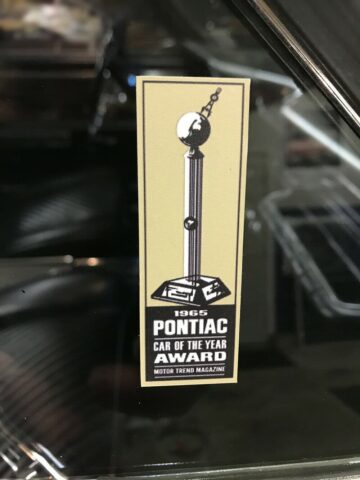 1965
PONTIAC
CAR OF THE YEAR
AWARD
MOTOR TREND MAGAZINE